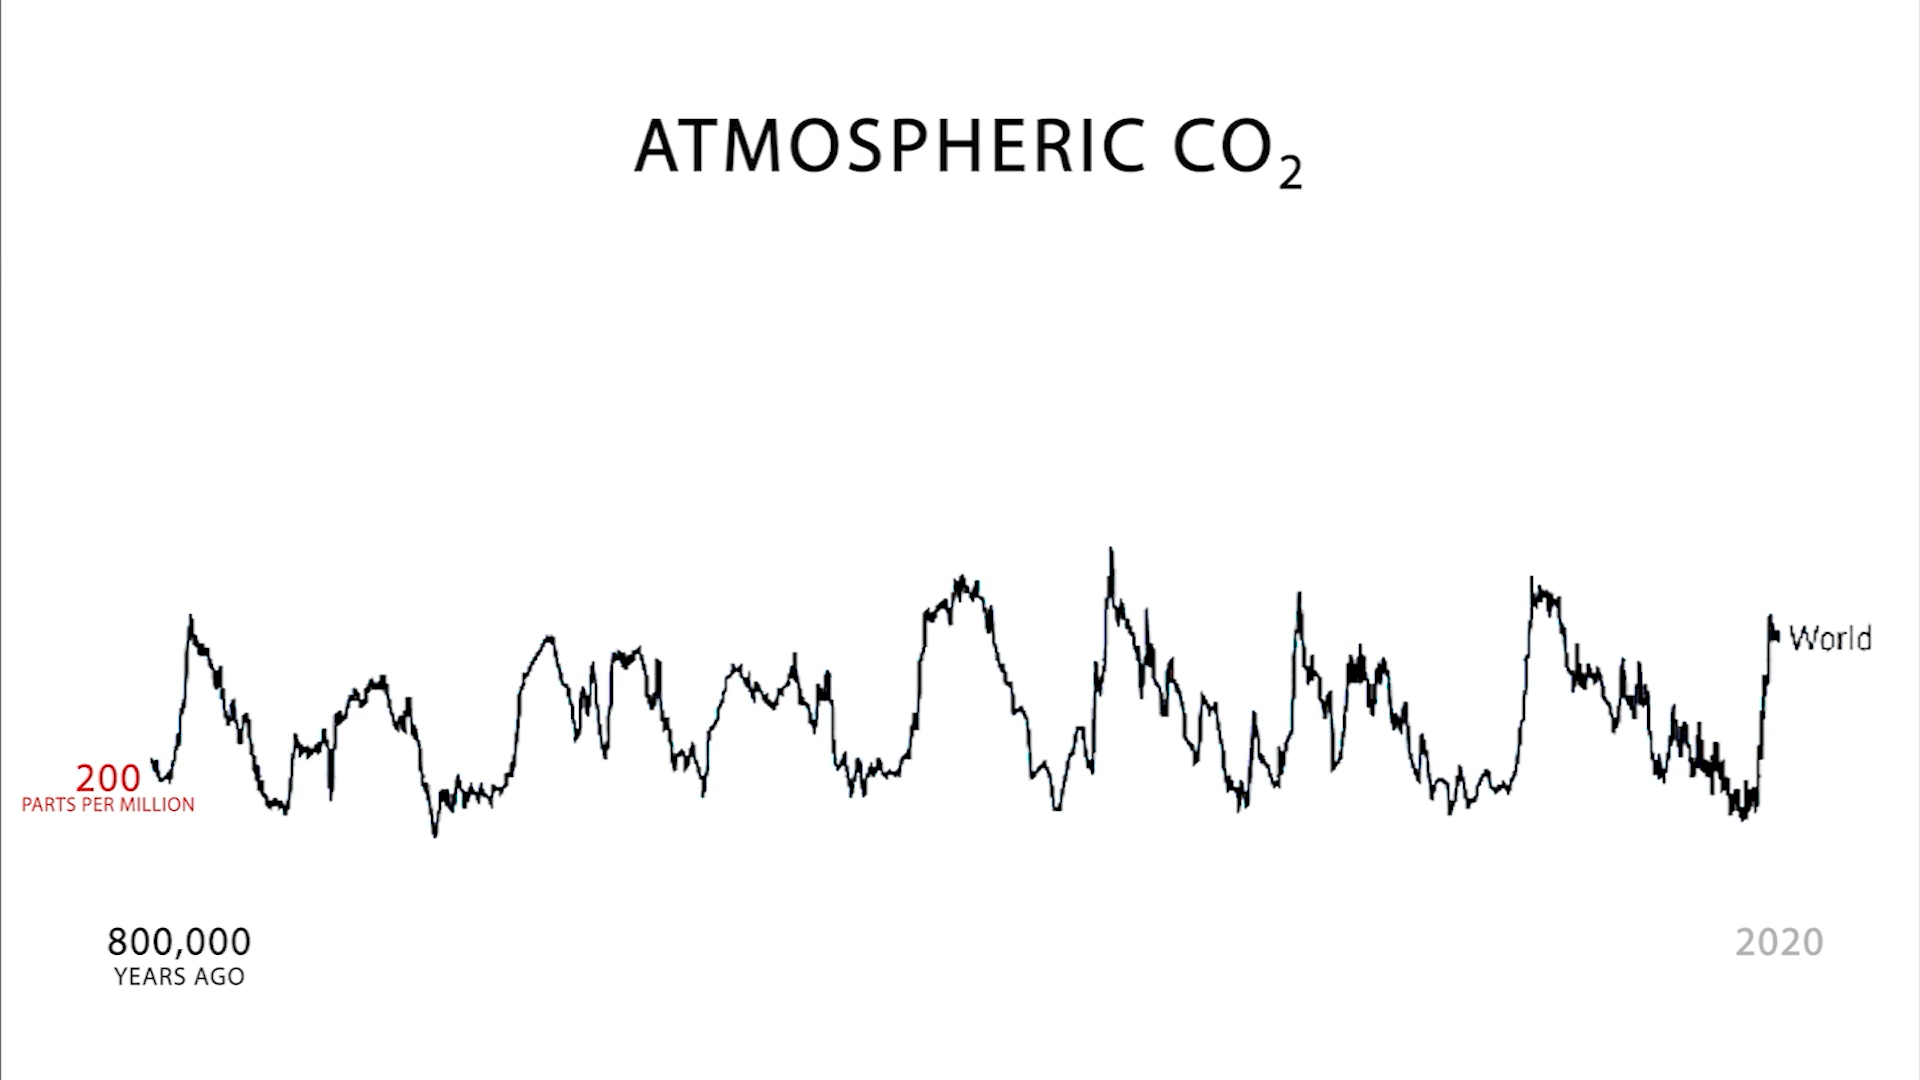 ATMOSPHERIC CO₂
World
200
PARTS PER MILLION
800,000
YEARS AGO
2020